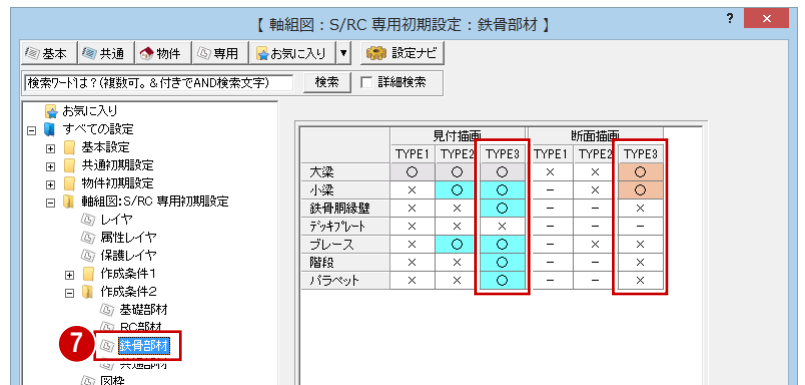 【 軸組図：S/RC 専用初期設定：鉄骨部材 】 ? ×
基本 共通 物件 専用 お気に入り ▼ 設定ナビ
検索ワードは？(複数可。＆付きでAND検索文字) 検索 詳細検索
お気に入り
すべての設定
基本設定
共通初期設定
物件初期設定
軸組図:S/RC 専用初期設定
レイヤ
属性レイヤ
保護レイヤ
作成条件1
作成条件2
基礎部材
RC部材
7 鉄骨部材
共通部材
図枠
見付描画 断面描画
TYPE1 TYPE2 TYPE3 TYPE1 TYPE2 TYPE3
大梁 ○ ○ ○ × × ○
小梁 × ○ ○ － × ○
鉄骨胴縁壁 × × ○ － － ×
デッキプレート × × × － － －
ブレース × ○ ○ － × ×
階段 × × ○ － － ×
パラペット × × ○ － － ×